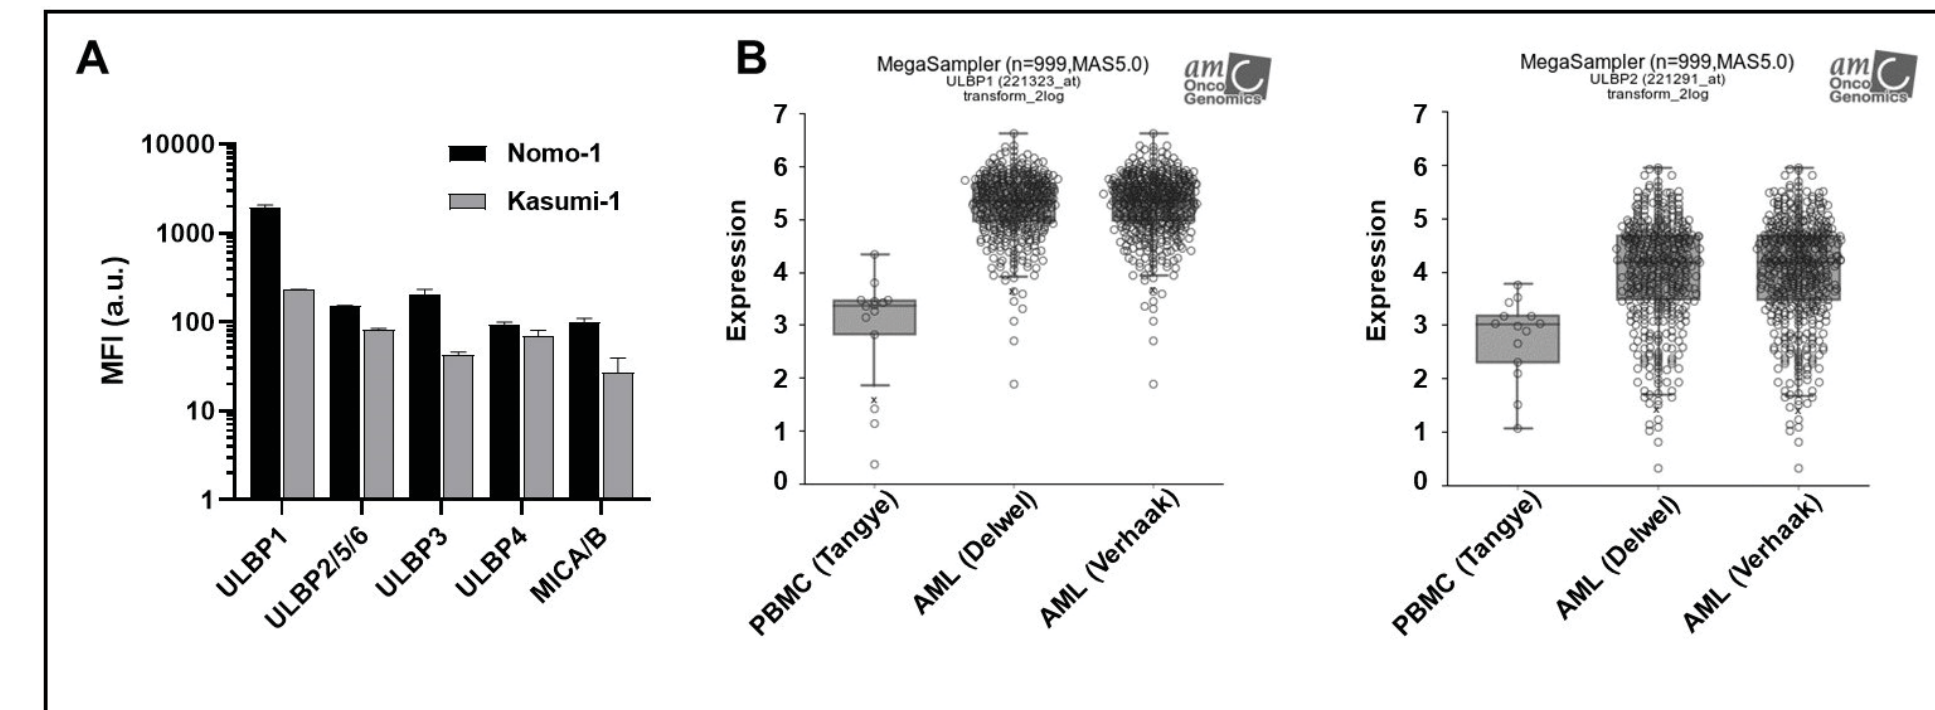 A
10000
1000
100
10
1
MFI (a.u.)
Nomo-1
Kasumi-1
ULBP1
ULBP2/5/6
ULBP3
ULBP4
MICA/B
B
MegaSampler (n=999,MAS5.0)
ULBP1 (221323_at)
transform_2log
amc
Onco
Genomics
7
6
5
4
3
2
1
0
Expression
x
x
x
PBMC (Tangye)
AML (Delwel)
AML (Verhaak)
MegaSampler (n=999,MAS5.0)
ULBP2 (221291_at)
transform_2log
amc
Onco
Genomics
7
6
5
4
3
2
1
0
Expression
x
x
PBMC (Tangye)
AML (Delwel)
AML (Verhaak)